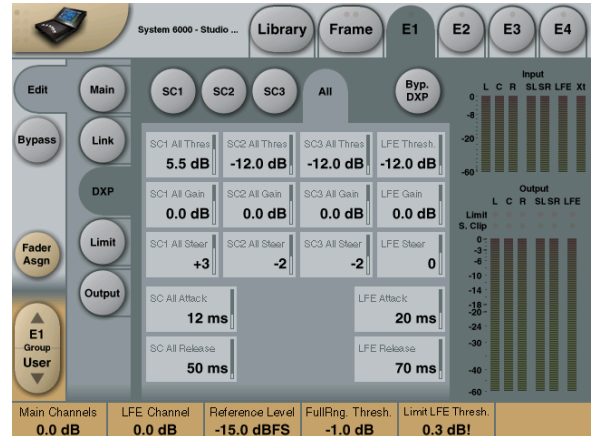 System 6000 - Studio ...
Library
Frame
E1
E2
E3
E4
Edit
Main
SC1
SC2
SC3
All
Byp. DXP
Input
L C R SL SR LFE Xt
0
-8
-20
-60
Bypass
Link
SC1 All Thres
5.5 dB
SC2 All Thres
-12.0 dB
SC3 All Thres
-12.0 dB
LFE Thresh.
-12.0 dB
DXP
SC1 All Gain
0.0 dB
SC2 All Gain
0.0 dB
SC3 All Gain
0.0 dB
LFE Gain
0.0 dB
Output
L C R SL SR LFE
Limit
S. Clip
0
-3
-6
-10
-14
-18
-20
-24
-30
-40
-60
Fader Asgn
Limit
SC1 All Steer
+3
SC2 All Steer
-2
SC3 All Steer
-2
LFE Steer
0
Output
SC All Attack
12 ms
LFE Attack
20 ms
SC All Release
50 ms
LFE Release
70 ms
E1
Group
User
Main Channels
0.0 dB
LFE Channel
0.0 dB
Reference Level
-15.0 dBFS
FullRng. Thresh.
-1.0 dB
Limit LFE Thresh.
0.3 dB!